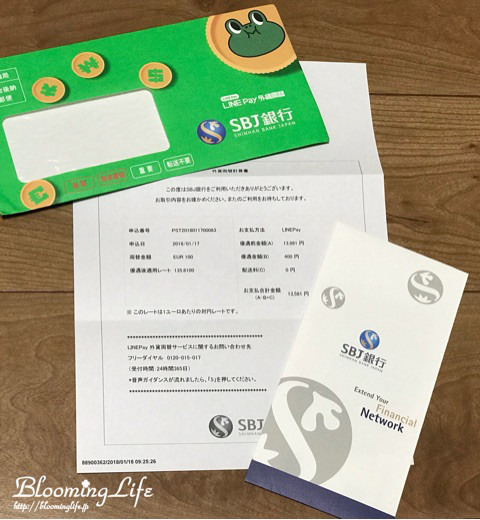 LINE Pay 外貨両替
SBJ銀行
SHINHAN BANK JAPAN
重要
転送不要
外貨両替計算書
この度はSBJ銀行をご利用いただきありがとうございます。
お取引内容をお確かめください。またのご利用をお待ちしております。
申込番号 PST2018011700083 お支払方法 LINEPay
申込日 2018/01/17 優遇前金額(A) 13,981 円
両替金額 EUR 100 優遇金額(B) 400 円
優遇後適用レート 135.8100 配送料(C) 0 円
お支払合計金額 13,581 円
(A-B+C)
※ このレートは1ユーロあたりの対円レートです。
LINEPay 外貨両替サービスに関するお問い合わせ先
フリーダイヤル 0120-015-017
(受付時間:24時間365日)
*音声ガイダンスが流れましたら、「5」を押してください。
SBJ銀行
SHINHAN BANK
88900362/2018/01/18 09:25:26
SBJ銀行
SHINHAN BANK JAPAN
Extend Your
Financial
Network
BloomingLife
http://bloominglife.jp